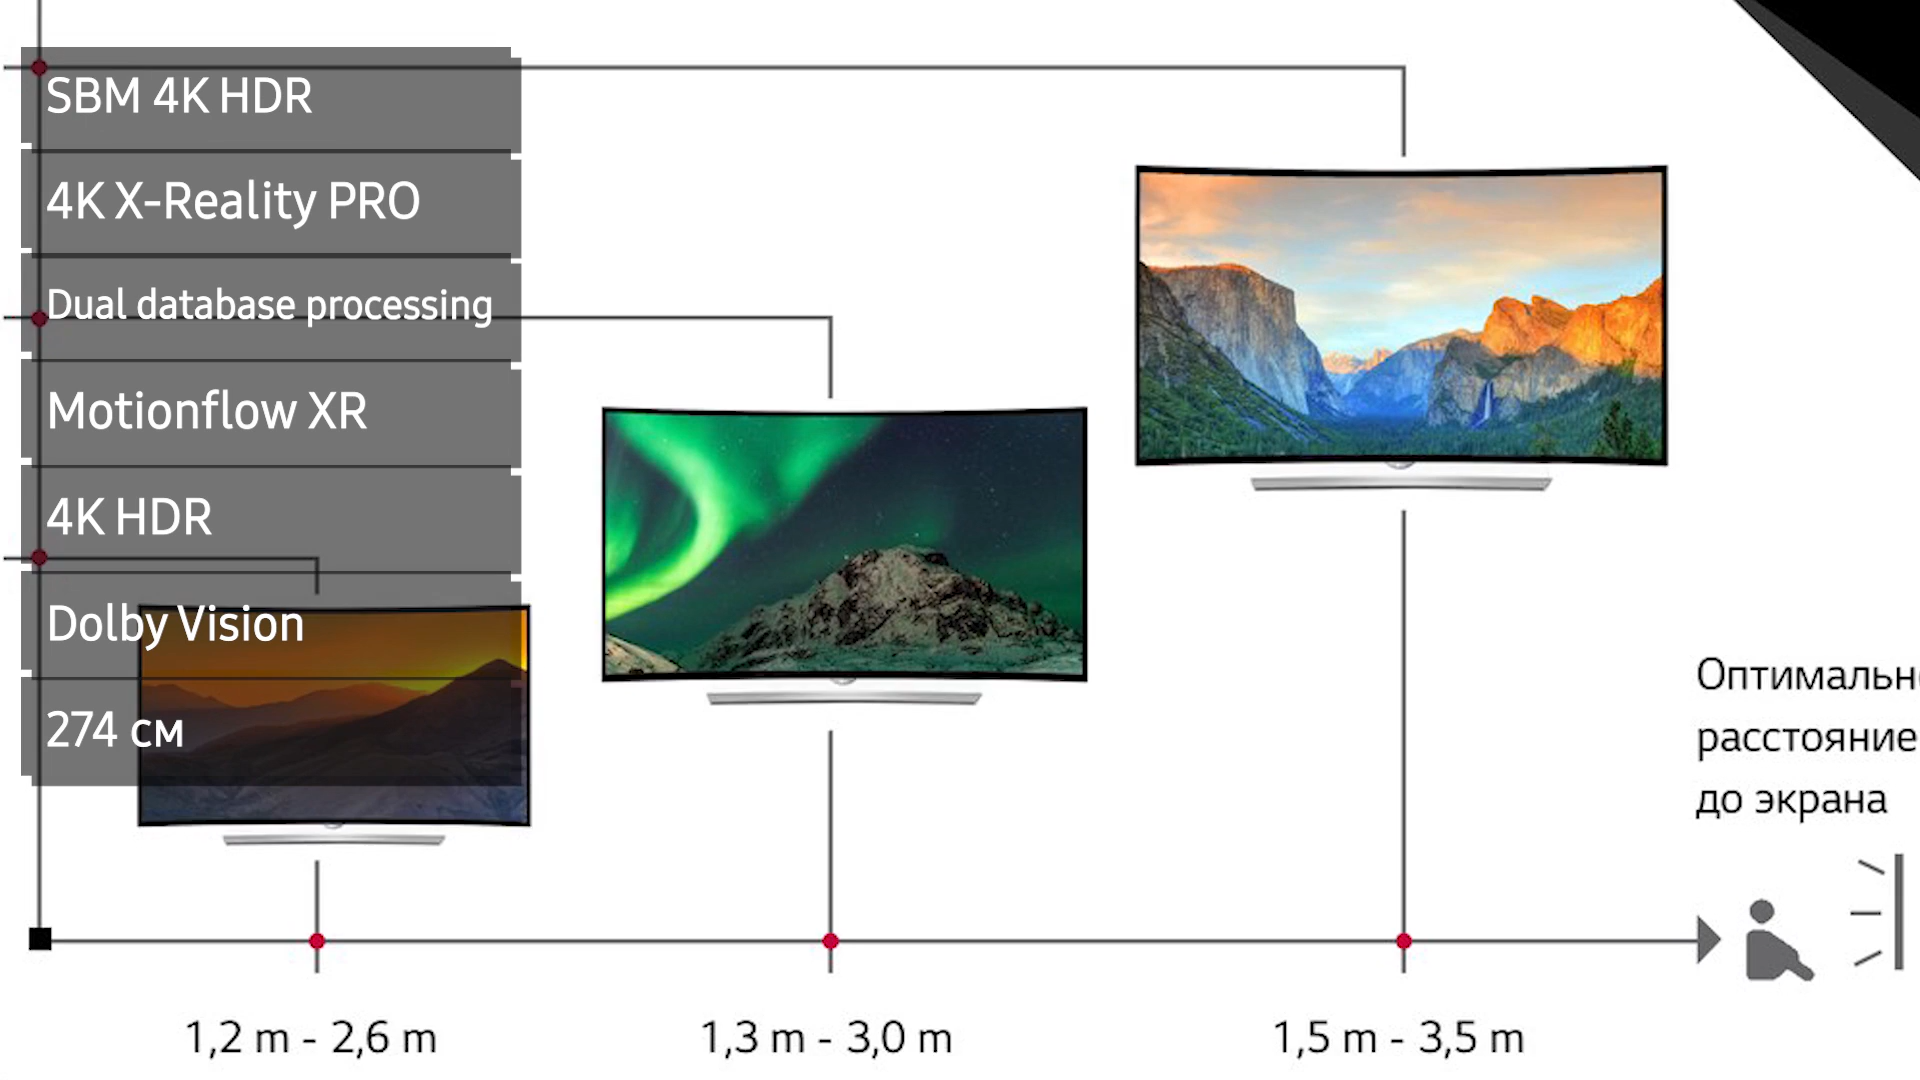 SBM 4K HDR
4K X-Reality PRO
Dual database processing
Motionflow XR
4K HDR
Dolby Vision
274 см
расстояние
до экрана
1,2 m - 2,6 m
1,3 m - 3,0 m
1,5 m - 3,5 m